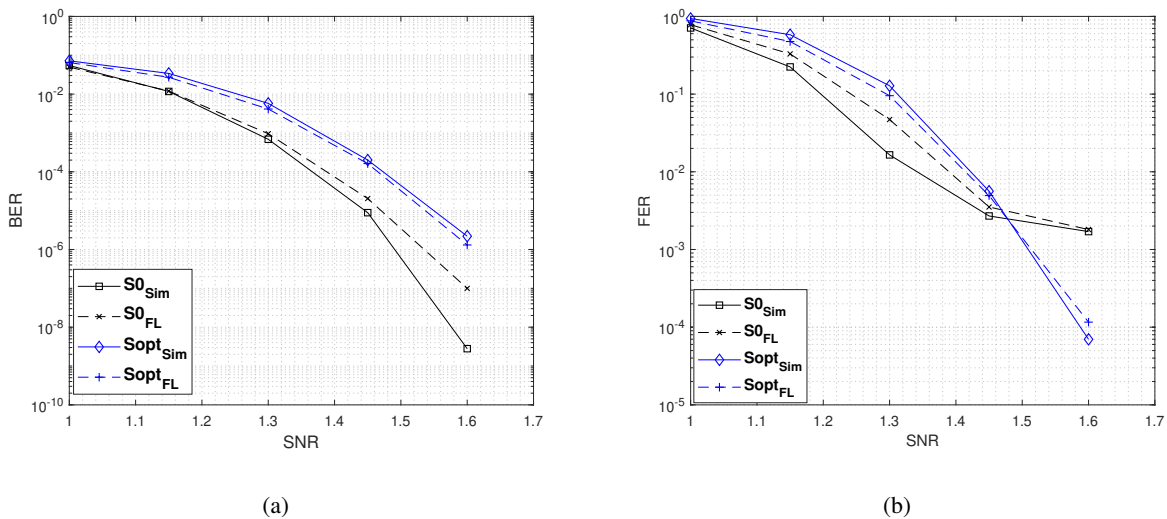 10^0
10^-2
10^-4
10^-6
10^-8
10^-10
BER
1 1.1 1.2 1.3 1.4 1.5 1.6 1.7
SNR
S0_Sim
S0_FL
Sopt_Sim
Sopt_FL
(a)
10^0
10^-1
10^-2
10^-3
10^-4
10^-5
FER
1 1.1 1.2 1.3 1.4 1.5 1.6 1.7
SNR
S0_Sim
S0_FL
Sopt_Sim
Sopt_FL
(b)